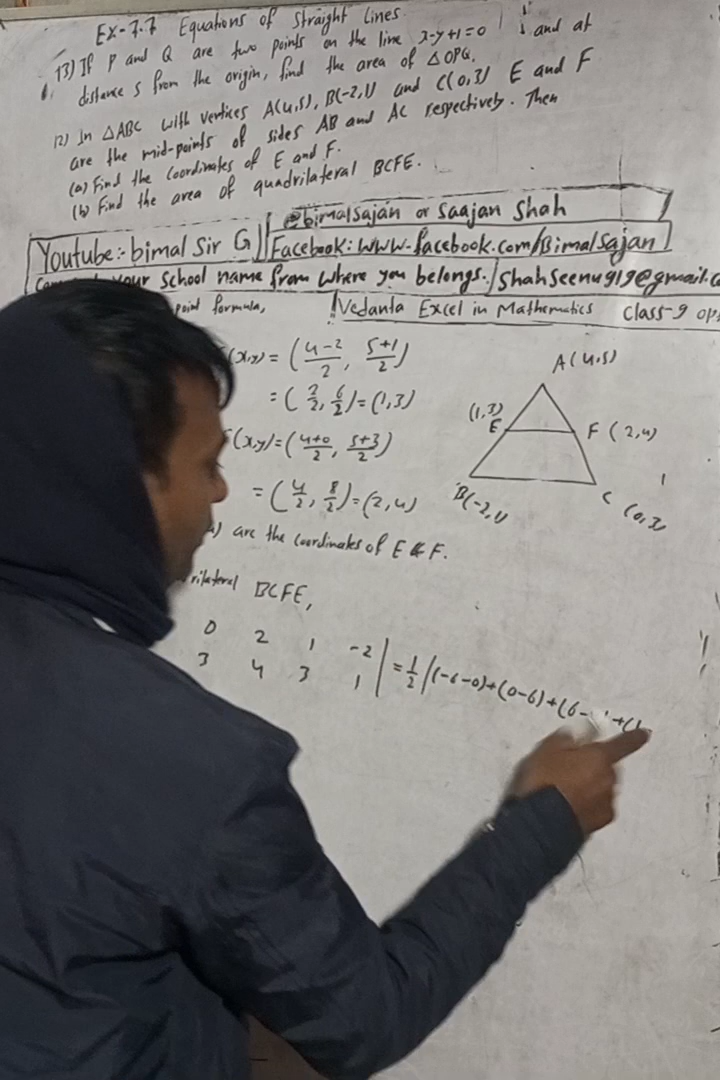 Ex-7.7 Equations of Straight Lines.
13) If P and Q are two points on the line x-y+1=0 and at
distance 5 from the origin, find the area of △OPQ.
12) In △ABC with vertices A(4,5), B(-2,1) and C(0,3) E and F
are the mid-points of sides AB and AC respectively. Then
(a) Find the coordinates of E and F.
(b) Find the area of quadrilateral BCFE.
@bimalsajan or Saajan Shah
Youtube:- bimal Sir G Facebook: www.facebook.com/Bimalsajan
your School name from where you belongs. / Shahseenu919@gmail.c
point formula, Vedanta Excel in Mathematics Class-9 op
(x,y) = (4-2/2, 5+1/2)
= (2/2, 6/2) = (1,3)
(x,y) = (4+0/2, 5+3/2)
= (4/2, 8/2) = (2,4)
are the coordinates of E & F.
A(4,5)
(1,3)
E F (2,4)
B(-2,1) C (0,3
BCFE,
0 2 1 -2
3 4 3 1 | = 1/2 |(-6-0)+(0-6)+(6- +(1